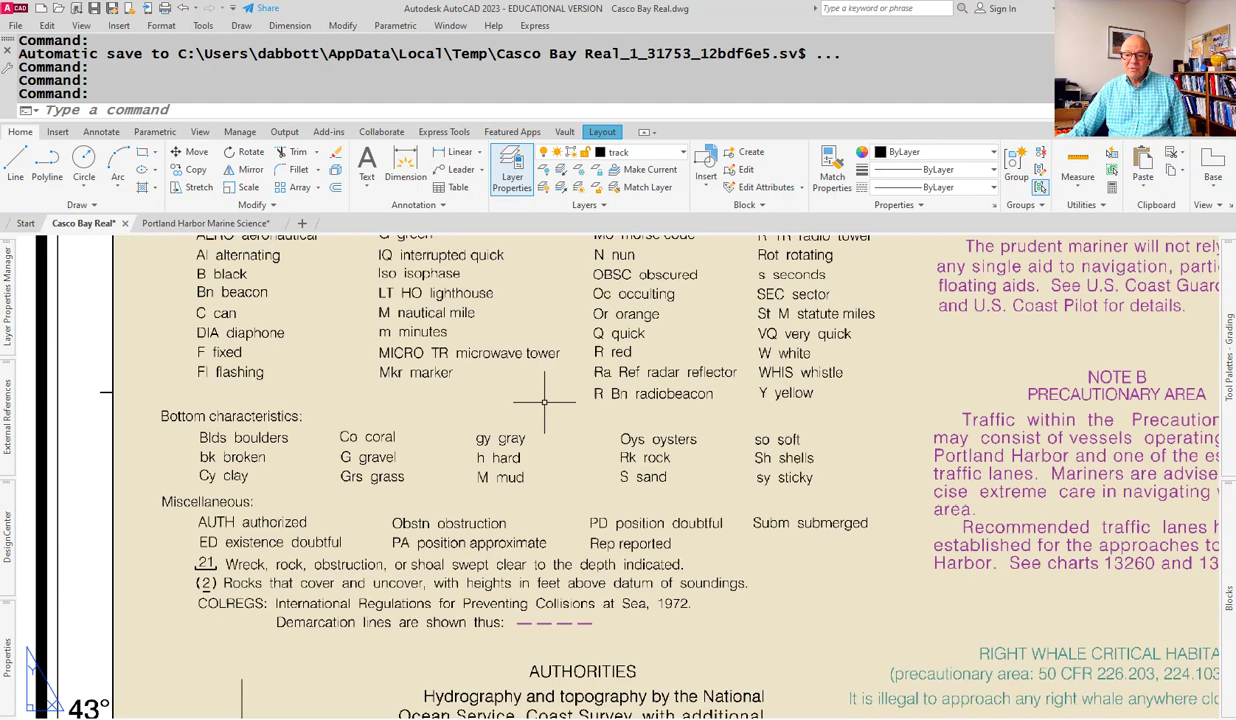 Share
Autodesk AutoCAD 2023 - EDUCATIONAL VERSION Casco Bay Real.dwg
Type a keyword or phrase
Sign In
File Edit View Insert Format Tools Draw Dimension Modify Parametric Window Help Express
Command:
Automatic save to C:\Users\dabbott\AppData\Local\Temp\Casco Bay Real_1_31753_12bdf6e5.sv$ ...
Command:
Command:
Command:
Type a command
Home Insert Annotate Parametric View Manage Output Add-ins Collaborate Express Tools Featured Apps Vault Layout
Line Polyline Circle Arc
Move Rotate Trim
Copy Mirror Fillet
Stretch Scale Array
Text Dimension
Linear
Leader
Table
Layer Properties
track
Make Current
Match Layer
Insert
Create
Edit
Edit Attributes
Match Properties
ByLayer
ByLayer
ByLayer
Group
Measure
Paste
Base
Draw Modify Annotation Layers Block Properties Groups Utilities Clipboard View
Start Casco Bay Real* Portland Harbor Marine Science*
Layer Properties Manager
External References
DesignCenter
Properties
Tool Palettes - Grading
Blocks
AERO aeronautical G green Mo morse code R TR radio tower
Al alternating IQ interrupted quick N nun Rot rotating
B black Iso isophase OBSC obscured s seconds
Bn beacon LT HO lighthouse Oc occulting SEC sector
C can M nautical mile Or orange St M statute miles
DIA diaphone m minutes Q quick VQ very quick
F fixed MICRO TR microwave tower R red W white
Fl flashing Mkr marker Ra Ref radar reflector WHIS whistle
R Bn radiobeacon Y yellow
Bottom characteristics:
Blds boulders Co coral gy gray Oys oysters so soft
bk broken G gravel h hard Rk rock Sh shells
Cy clay Grs grass M mud S sand sy sticky
Miscellaneous:
AUTH authorized Obstn obstruction PD position doubtful Subm submerged
ED existence doubtful PA position approximate Rep reported
21 Wreck, rock, obstruction, or shoal swept clear to the depth indicated.
(2) Rocks that cover and uncover, with heights in feet above datum of soundings.
COLREGS: International Regulations for Preventing Collisions at Sea, 1972.
Demarcation lines are shown thus:
AUTHORITIES
Hydrography and topography by the National
Ocean Service, Coast Survey, with additional
43°
The prudent mariner will not rely
any single aid to navigation, parti
floating aids. See U.S. Coast Guar
and U.S. Coast Pilot for details.
NOTE B
PRECAUTIONARY AREA
Traffic within the Precaution
may consist of vessels operating
Portland Harbor and one of the es
traffic lanes. Mariners are advise
cise extreme care in navigating
area.
Recommended traffic lanes h
established for the approaches to
Harbor. See charts 13260 and 13
RIGHT WHALE CRITICAL HABITA
(precautionary area: 50 CFR 226.203, 224.103
It is illegal to approach any right whale anywhere clo